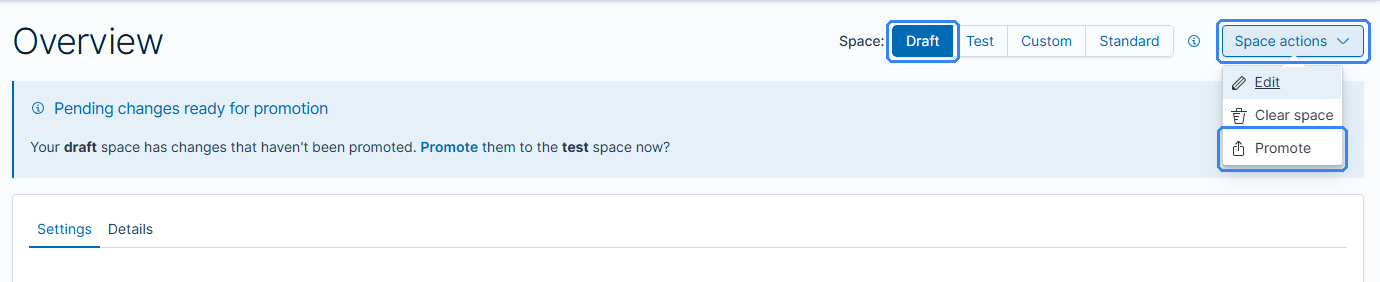 Overview
Space: Draft Test Custom Standard Space actions
Edit
Clear space
Promote
Pending changes ready for promotion
Your draft space has changes that haven't been promoted. Promote them to the test space now?
Settings Details